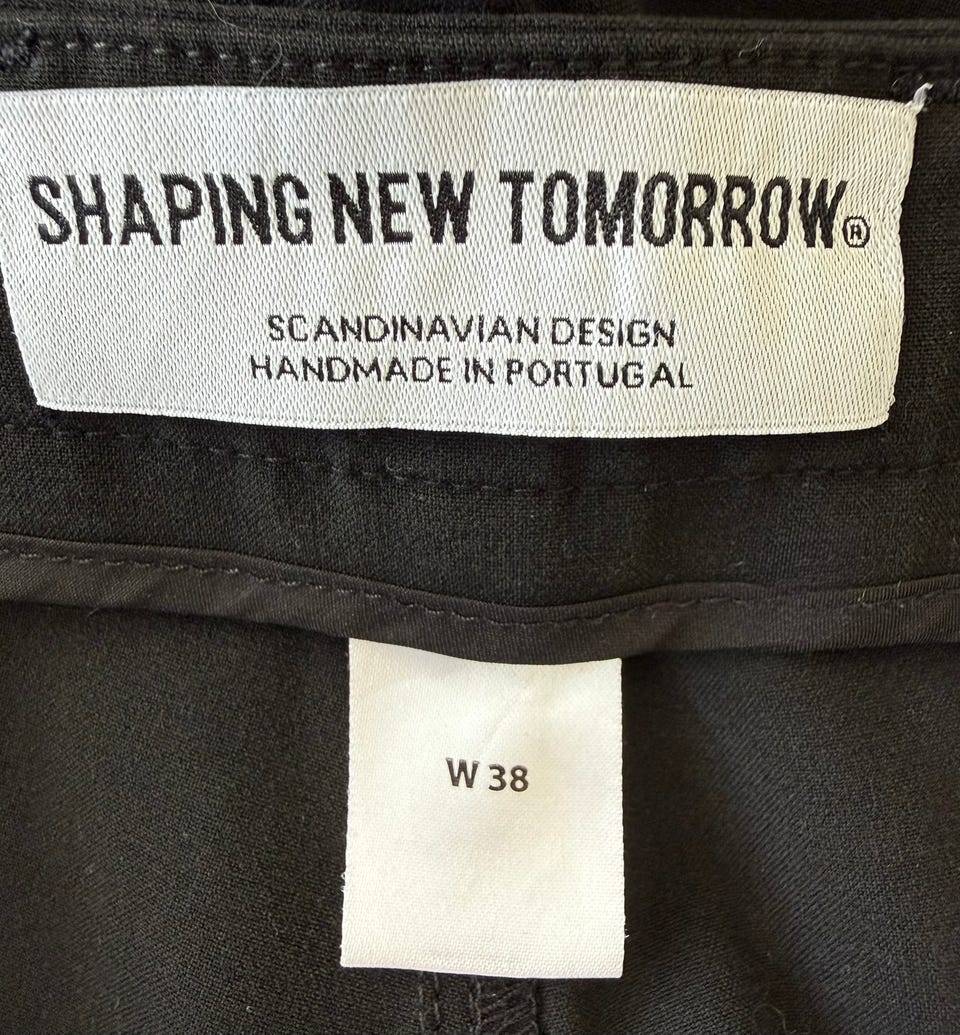 SHAPING NEW TOMORROW®
SCANDINAVIAN DESIGN
HANDMADE IN PORTUGAL
W 38